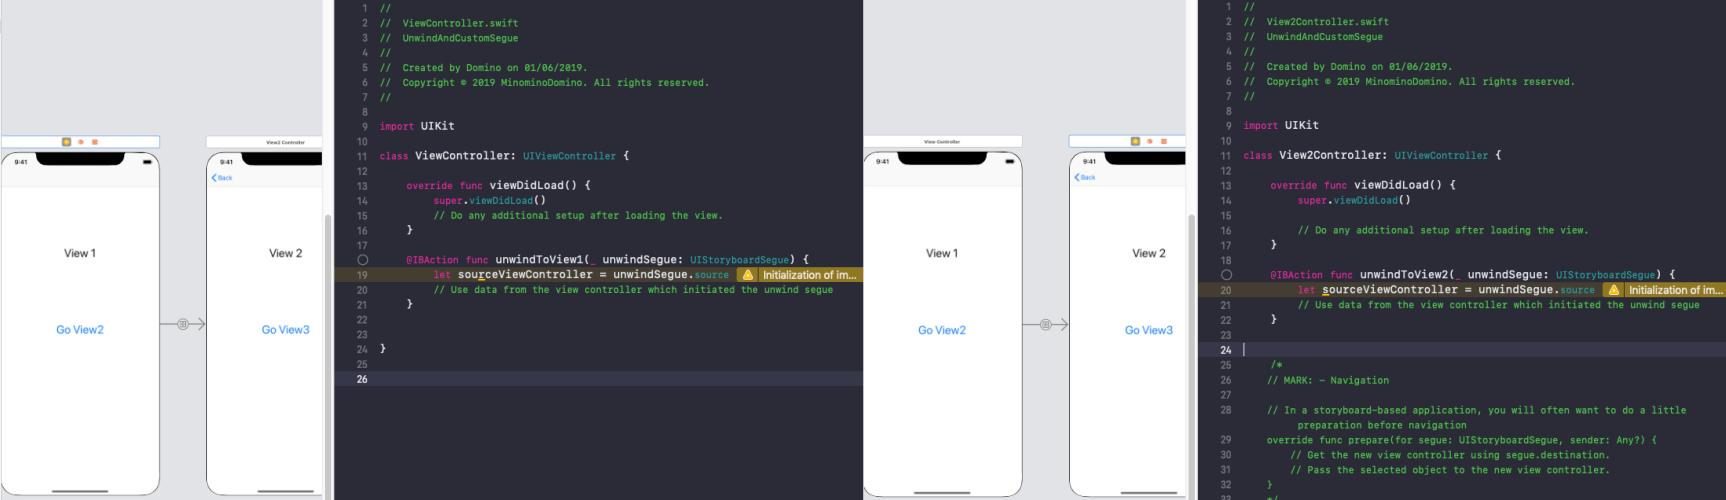 9:41
View 1
Go View2
View2 Controller
9:41
Back
View 2
Go View3
1 //
2 // ViewController.swift
3 // UnwindAndCustomSegue
4 //
5 // Created by Domino on 01/06/2019.
6 // Copyright © 2019 MinominoDomino. All rights reserved.
7 //
8
9 import UIKit
10
11 class ViewController: UIViewController {
12
13 override func viewDidLoad() {
14 super.viewDidLoad()
15 // Do any additional setup after loading the view.
16 }
17
@IBAction func unwindToView1(_ unwindSegue: UIStoryboardSegue) {
19 let sourceViewController = unwindSegue.source Initialization of im...
20 // Use data from the view controller which initiated the unwind segue
21 }
22
23
24 }
25
26
View Controller
9:41
View 1
Go View2
9:41
Back
View 2
Go View3
1 //
2 // View2Controller.swift
3 // UnwindAndCustomSegue
4 //
5 // Created by Domino on 01/06/2019.
6 // Copyright © 2019 MinominoDomino. All rights reserved.
7 //
8
9 import UIKit
10
11 class View2Controller: UIViewController {
12
13 override func viewDidLoad() {
14 super.viewDidLoad()
15
16 // Do any additional setup after loading the view.
17 }
18
@IBAction func unwindToView2(_ unwindSegue: UIStoryboardSegue) {
20 let sourceViewController = unwindSegue.source Initialization of im...
21 // Use data from the view controller which initiated the unwind segue
22 }
23
24
25 /*
26 // MARK: - Navigation
27
28 // In a storyboard-based application, you will often want to do a little
preparation before navigation
29 override func prepare(for segue: UIStoryboardSegue, sender: Any?) {
30 // Get the new view controller using segue.destination.
31 // Pass the selected object to the new view controller.
32 }
33 */